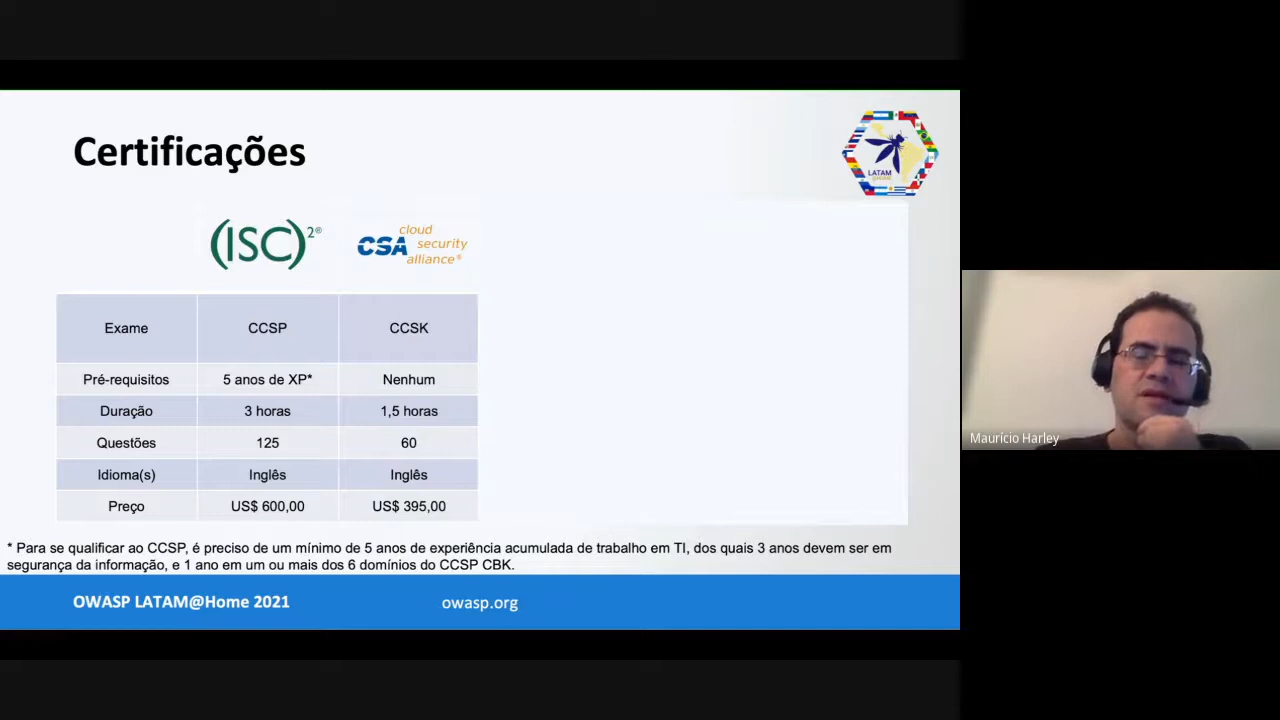 Certificações
LATAM
(ISC)2®
CSA cloud security alliance®
Exame CCSP CCSK
Pré-requisitos 5 anos de XP* Nenhum
Duração 3 horas 1,5 horas
Questões 125 60
Idioma(s) Inglês Inglês
Preço US$ 600,00 US$ 395,00
* Para se qualificar ao CCSP, é preciso de um mínimo de 5 anos de experiência acumulada de trabalho em TI, dos quais 3 anos devem ser em
segurança da informação, e 1 ano em um ou mais dos 6 domínios do CCSP CBK.
OWASP LATAM@Home 2021 owasp.org
Maurício Harley